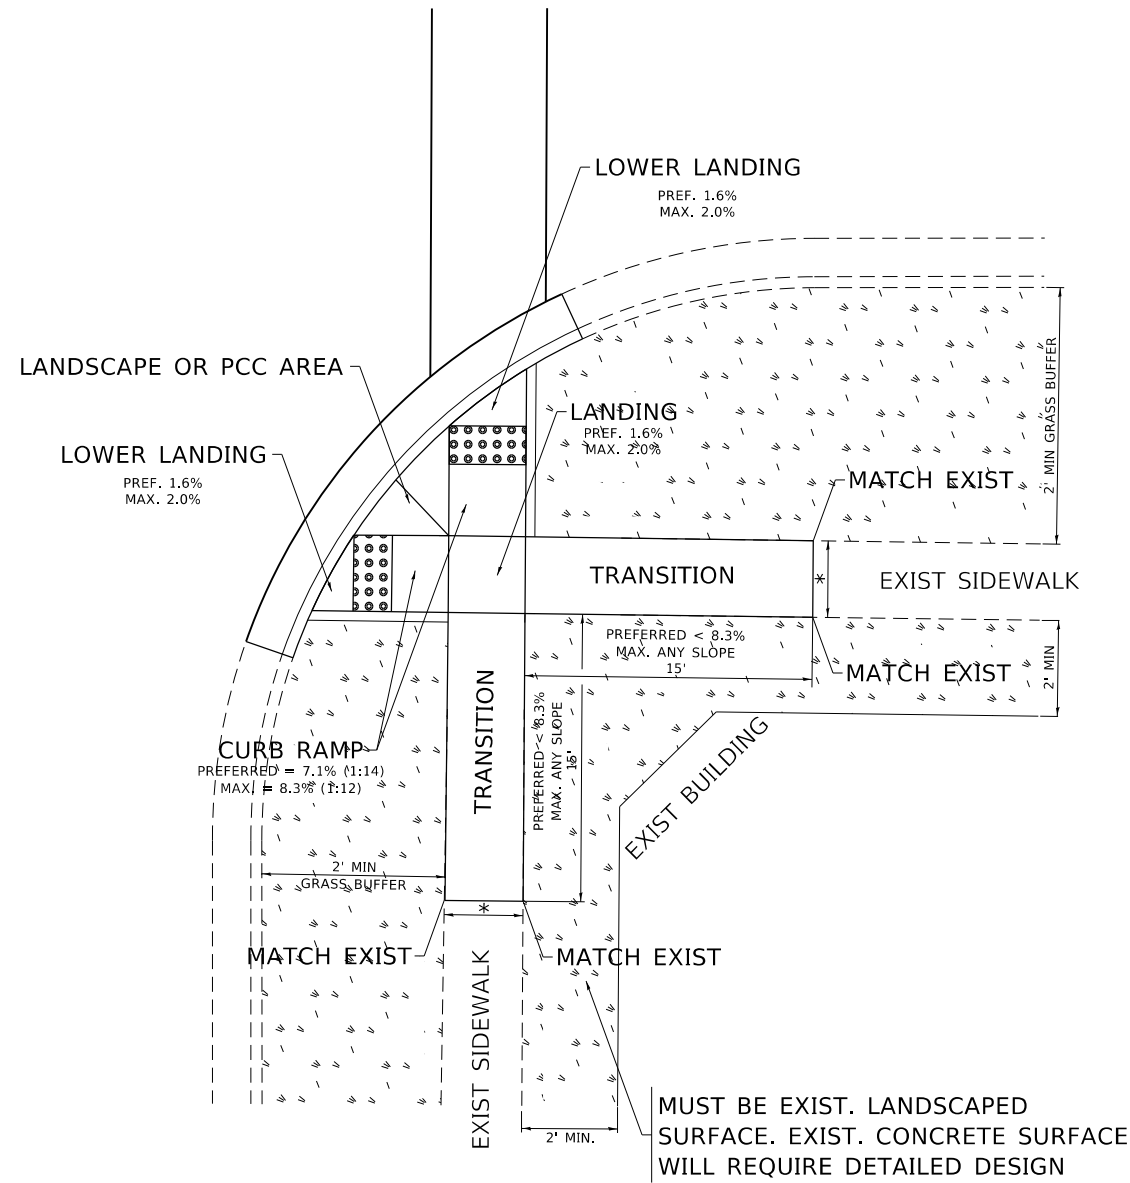 LOWER LANDING
PREF. 1.6%
MAX. 2.0%
LANDSCAPE OR PCC AREA
LANDING
PREF. 1.6%
MAX. 2.0%
LOWER LANDING
PREF. 1.6%
MAX. 2.0%
2' MIN GRASS BUFFER
MATCH EXIST
TRANSITION
*
EXIST SIDEWALK
PREFERRED < 8.3%
MAX. ANY SLOPE
15'
MATCH EXIST
2' MIN
TRANSITION
PREFERRED < 8.3%
MAX. ANY SLOPE
15'
CURB RAMP
PREFERRED = 7.1% (1:14)
MAX. = 8.3% (1:12)
EXIST BUILDING
2' MIN
GRASS BUFFER
*
MATCH EXIST
MATCH EXIST
EXIST SIDEWALK
2' MIN.
MUST BE EXIST. LANDSCAPED
SURFACE. EXIST. CONCRETE SURFACE
WILL REQUIRE DETAILED DESIGN